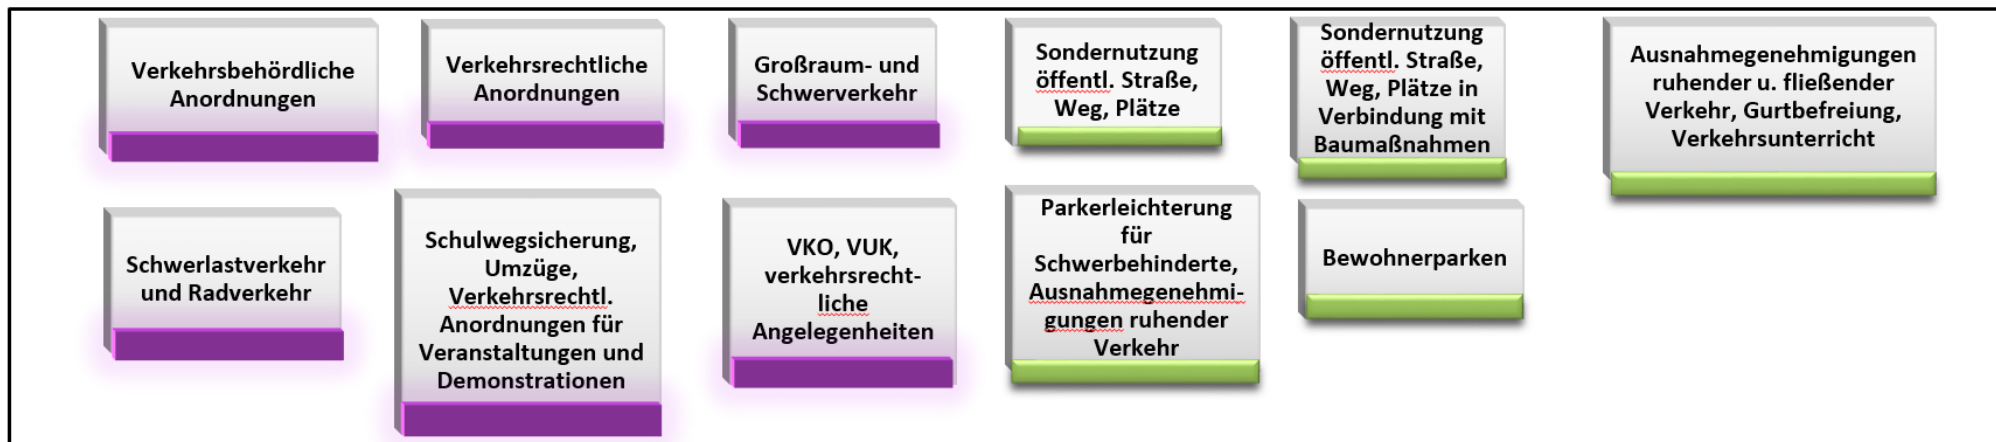 Verkehrsbehördliche
Anordnungen
Verkehrsrechtliche
Anordnungen
Großraum- und
Schwerverkehr
Sondernutzung
öffentl. Straße,
Weg, Plätze
Sondernutzung
öffentl. Straße,
Weg, Plätze in
Verbindung mit
Baumaßnahmen
Ausnahmegenehmigungen
ruhender u. fließender
Verkehr, Gurtbefreiung,
Verkehrsunterricht
Schwerlastverkehr
und Radverkehr
Schulwegsicherung,
Umzüge,
Verkehrsrechtl.
Anordnungen für
Veranstaltungen und
Demonstrationen
VKO, VUK,
verkehrsrecht-
liche
Angelegenheiten
Parkerleichterung
für
Schwerbehinderte,
Ausnahmegenehmi-
gungen ruhender
Verkehr
Bewohnerparken